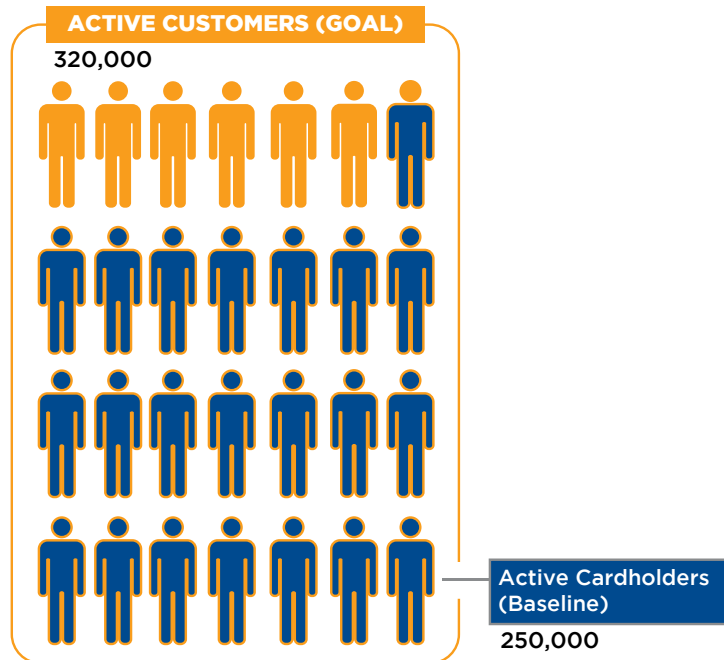 ACTIVE CUSTOMERS (GOAL)
320,000
Active Cardholders
(Baseline)
250,000